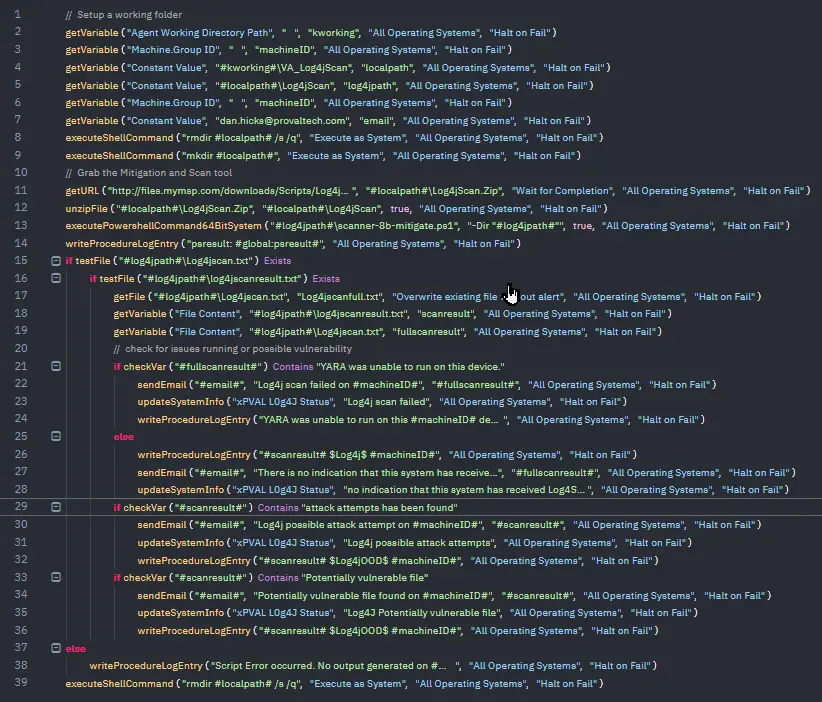 1 // Setup a working folder
2 getVariable ("Agent Working Directory Path", " ", "kworking", "All Operating Systems", "Halt on Fail")
3 getVariable ("Machine.Group ID", " ", "machineID", "All Operating Systems", "Halt on Fail")
4 getVariable ("Constant Value", "#kworking#\VA_Log4jScan", "localpath", "All Operating Systems", "Halt on Fail")
5 getVariable ("Constant Value", "#localpath#\Log4jScan", "log4jpath", "All Operating Systems", "Halt on Fail")
6 getVariable ("Machine.Group ID", " ", "machineID", "All Operating Systems", "Halt on Fail")
7 getVariable ("Constant Value", "dan.hicks@provaltech.com", "email", "All Operating Systems", "Halt on Fail")
8 executeShellCommand ("rmdir #localpath# /s /q", "Execute as System", "All Operating Systems", "Halt on Fail")
9 executeShellCommand ("mkdir #localpath#", "Execute as System", "All Operating Systems", "Halt on Fail")
10 // Grab the Mitigation and Scan tool
11 getURL ("http://files.mymsp.com/downloads/Scripts/Log4j... ", "#localpath#\Log4jScan.Zip", "Wait for Completion", "All Operating Systems", "Halt on Fail")
12 unzipFile ("#localpath#\Log4jScan.Zip", "#localpath#\Log4jScan", true, "All Operating Systems", "Halt on Fail")
13 executePowershellCommand64BitSystem ("#log4jpath#\scanner-8b-mitigate.ps1", "-Dir "#log4jpath#"", true, "All Operating Systems", "Halt on Fail")
14 writeProcedureLogEntry ("psresult: #global:psresult#", "All Operating Systems", "Halt on Fail")
15 if testFile ("#log4jpath#\Log4jscan.txt") Exists
16 if testFile ("#log4jpath#\log4jscanresult.txt") Exists
17 getFile ("#log4jpath#\Log4jscan.txt", "Log4jscanfull.txt", "Overwrite existing file out alert", "All Operating Systems", "Halt on Fail")
18 getVariable ("File Content", "#log4jpath#\log4jscanresult.txt", "scanresult", "All Operating Systems", "Halt on Fail")
19 getVariable ("File Content", "#log4jpath#\Log4jscan.txt", "fullscanresult", "All Operating Systems", "Halt on Fail")
20 // check for issues running or possible vulnerability
21 if checkVar ("#fullscanresult#") Contains "YARA was unable to run on this device."
22 sendEmail ("#email#", "Log4j scan failed on #machineID#", "#fullscanresult#", "All Operating Systems", "Halt on Fail")
23 updateSystemInfo ("xPVAL L0g4J Status", "Log4j scan failed", "All Operating Systems", "Halt on Fail")
24 writeProcedureLogEntry ("YARA was unable to run on this #machineID# de... ", "All Operating Systems", "Halt on Fail")
25 else
26 writeProcedureLogEntry ("#scanresult# $Log4j$ #machineID#", "All Operating Systems", "Halt on Fail")
27 sendEmail ("#email#", "There is no indication that this system has receive...", "#fullscanresult#", "All Operating Systems", "Halt on Fail")
28 updateSystemInfo ("xPVAL L0g4J Status", "no indication that this system has received Log4S... ", "All Operating Systems", "Halt on Fail")
29 if checkVar ("#scanresult#") Contains "attack attempts has been found"
30 sendEmail ("#email#", "Log4j possible attack attempt on #machineID#", "#scanresult#", "All Operating Systems", "Halt on Fail")
31 updateSystemInfo ("xPVAL L0g4J Status", "Log4j possible attack attempts", "All Operating Systems", "Halt on Fail")
32 writeProcedureLogEntry ("#scanresult# $Log4jOOD$ #machineID#", "All Operating Systems", "Halt on Fail")
33 if checkVar ("#scanresult#") Contains "Potentially vulnerable file"
34 sendEmail ("#email#", "Potentially vulnerable file found on #machineID#", "#scanresult#", "All Operating Systems", "Halt on Fail")
35 updateSystemInfo ("xPVAL L0g4J Status", "Log4J Potentially vulnerable file", "All Operating Systems", "Halt on Fail")
36 writeProcedureLogEntry ("#scanresult# $Log4jOOD$ #machineID#", "All Operating Systems", "Halt on Fail")
37 else
38 writeProcedureLogEntry ("Script Error occurred. No output generated on #... ", "All Operating Systems", "Halt on Fail")
39 executeShellCommand ("rmdir #localpath# /s /q", "Execute as System", "All Operating Systems", "Halt on Fail")